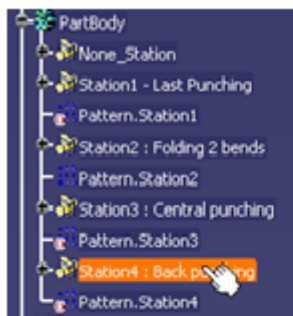 PartBody
None_Station
Station1 - Last Punching
Pattern.Station1
Station2 : Folding 2 bends
Pattern.Station2
Station3 : Central punching
Pattern.Station3
Station4 : Back punching
Pattern.Station4